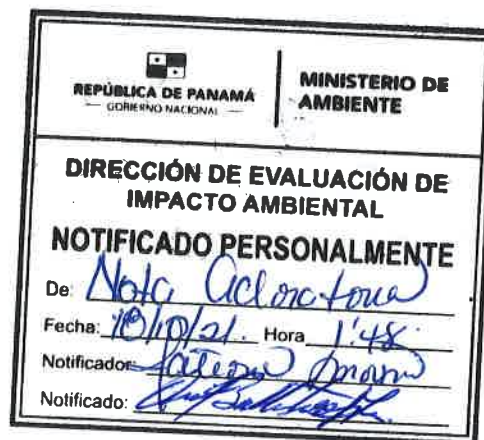 REPÚBLICA DE PANAMÁ
— GOBIERNO NACIONAL —
MINISTERIO DE
AMBIENTE
DIRECCIÓN DE EVALUACIÓN DE
IMPACTO AMBIENTAL
NOTIFICADO PERSONALMENTE
De: Nota aclaratoria
Fecha: 18/10/21. Hora 1:48
Notificador:
Notificado: